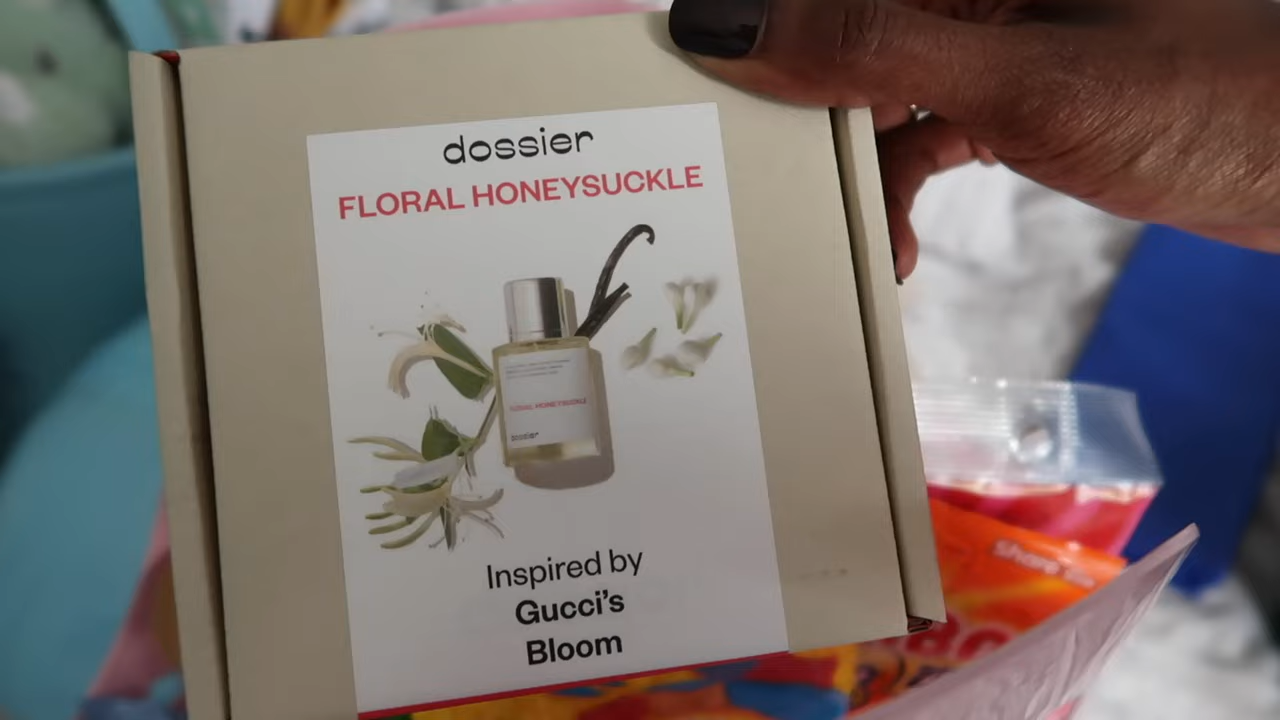 dossier
FLORAL HONEYSUCKLE
FLORAL HONEYSUCKLE
dossier
Inspired by
Gucci's
Bloom